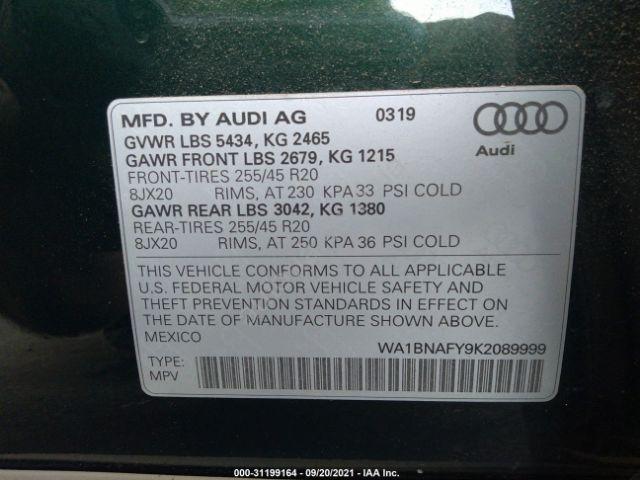 MFD. BY AUDI AG 0319
GVWR LBS 5434, KG 2465
GAWR FRONT LBS 2679, KG 1215
FRONT-TIRES 255/45 R20
8JX20 RIMS, AT 230 KPA 33 PSI COLD
GAWR REAR LBS 3042, KG 1380
REAR-TIRES 255/45 R20
8JX20 RIMS, AT 250 KPA 36 PSI COLD
Audi
THIS VEHICLE CONFORMS TO ALL APPLICABLE
U.S. FEDERAL MOTOR VEHICLE SAFETY AND
THEFT PREVENTION STANDARDS IN EFFECT ON
THE DATE OF MANUFACTURE SHOWN ABOVE.
MEXICO
WA1BNAFY9K2089999
TYPE:
MPV
000-31199164 - 09/20/2021 - IAA Inc.